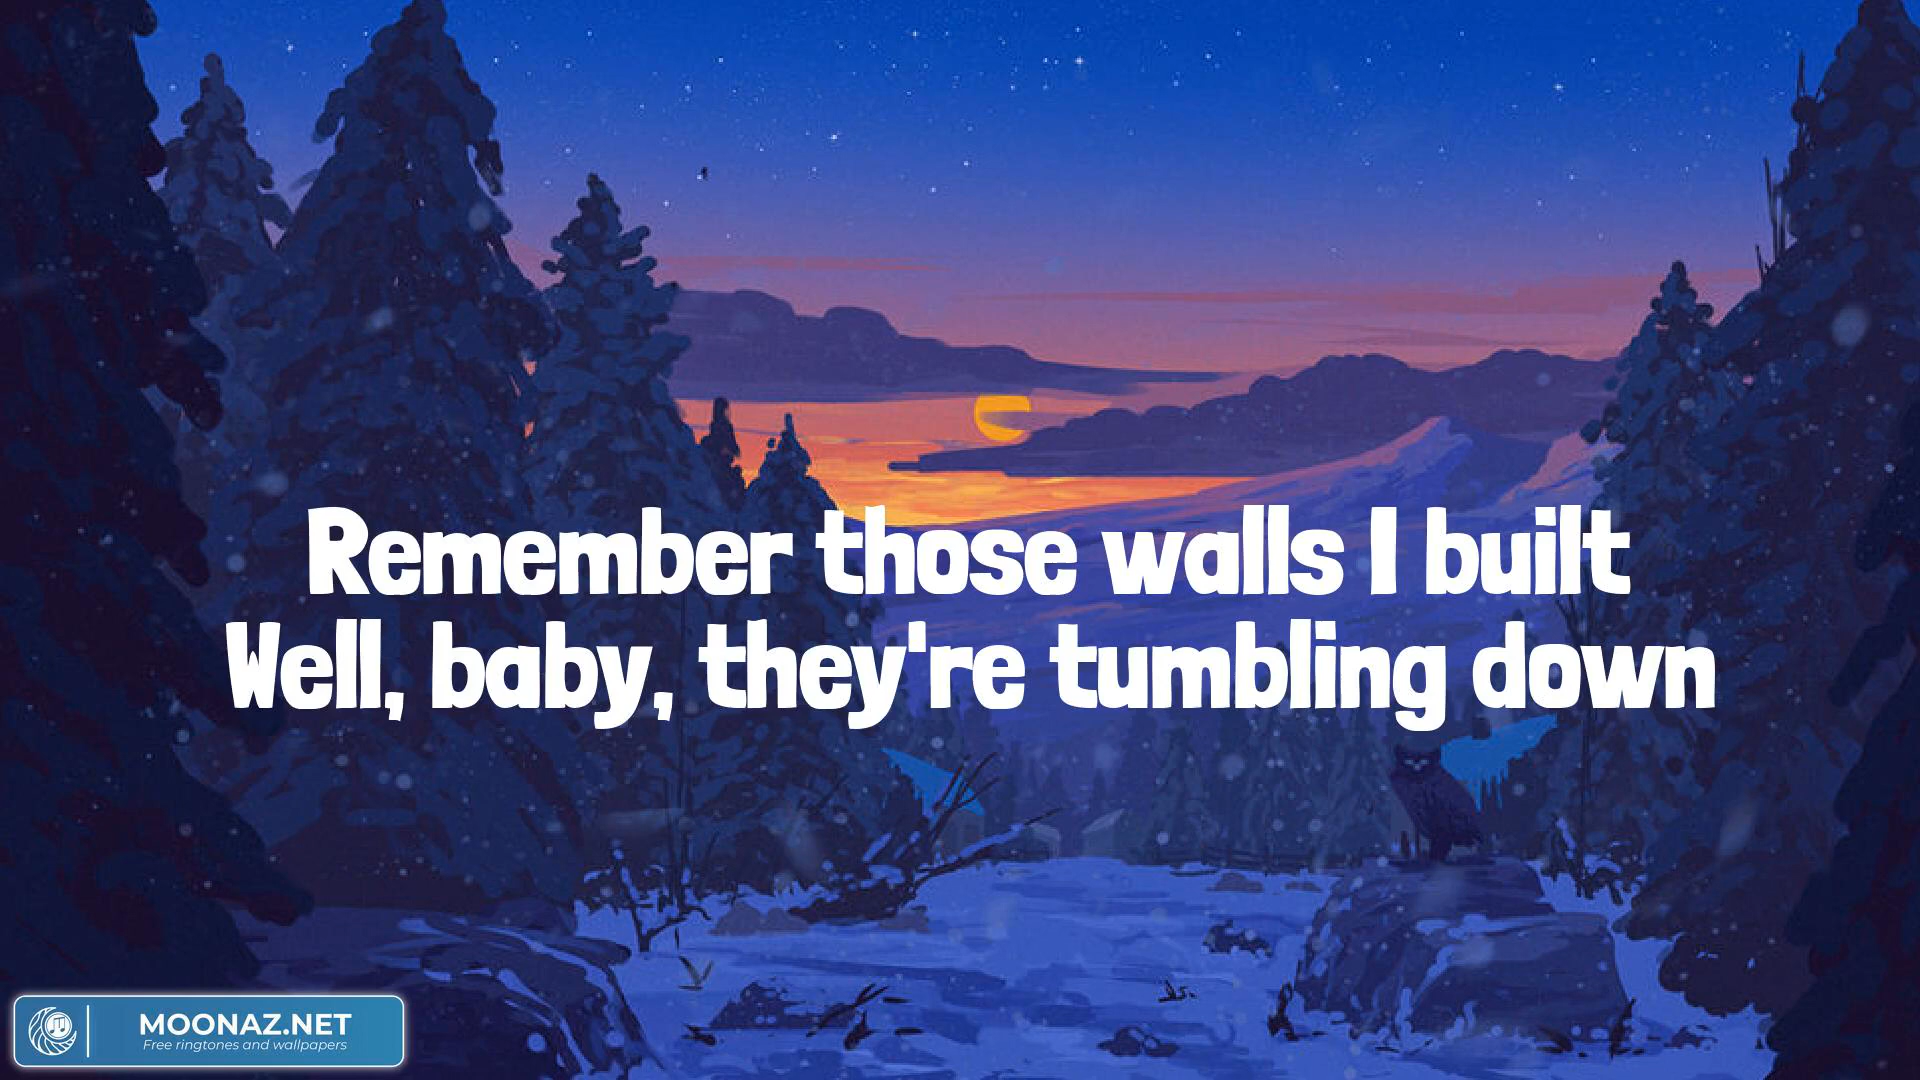 Remember those walls I built
Well, baby, they're tumbling down
MOONAZ.NET
Free ringtones and wallpapers